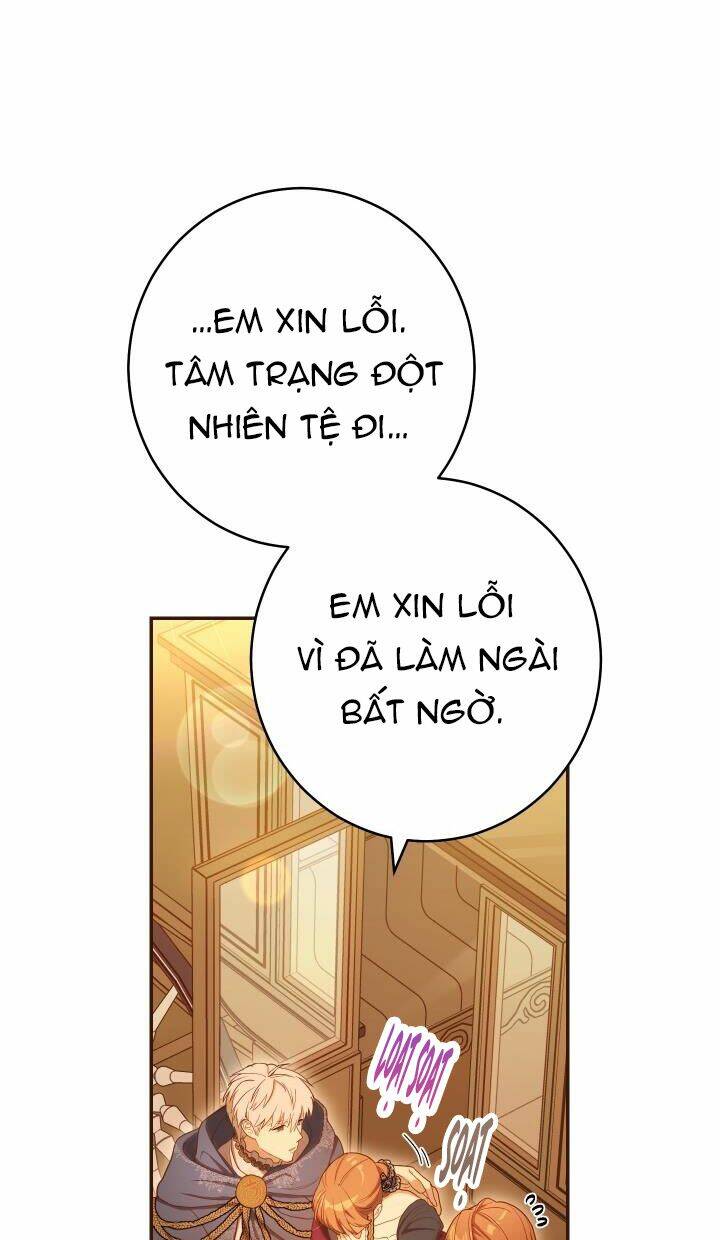 ...EM XIN LỖI.
TÂM TRẠNG ĐỘT
NHIÊN TỆ ĐI...
EM XIN LỖI
VÌ ĐÃ LÀM NGÀI
BẤT NGỜ.
LOẠT SOẠT
SOẠT